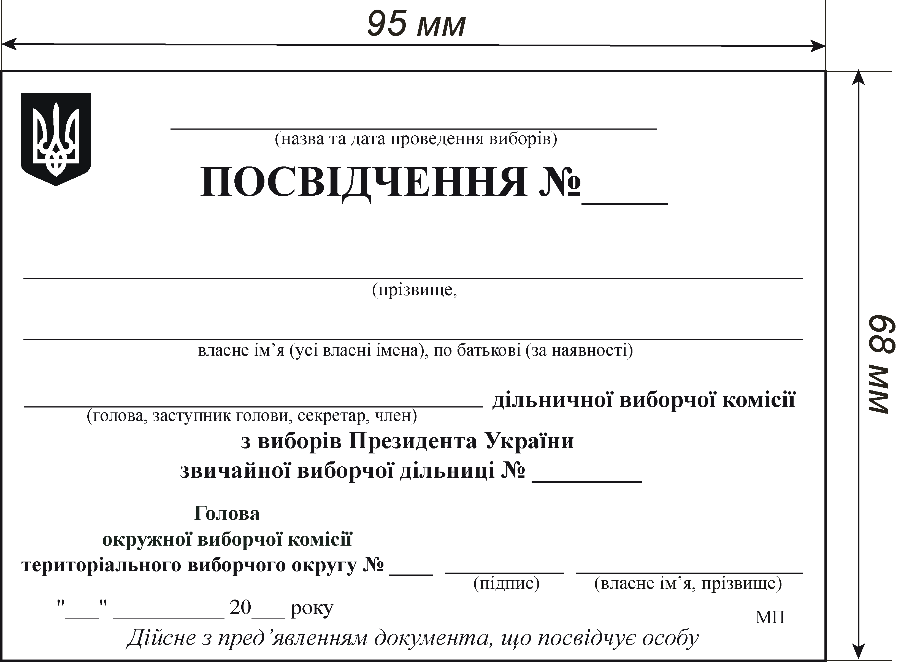 95 мм
(назва та дата проведення виборів)
ПОСВІДЧЕННЯ №_____
(прізвище,
власне ім’я (усі власні імена), по батькові (за наявності)
дільничної виборчої комісії
(голова, заступник голови, секретар, член)
з виборів Президента України
звичайної виборчої дільниці № _________
68 мм
Голова
окружної виборчої комісії
територіального виборчого округу № ____
(підпис) (власне ім’я, прізвище)
"___" __________ 20___ року
МП
Дійсне з пред’явленням документа, що посвідчує особу